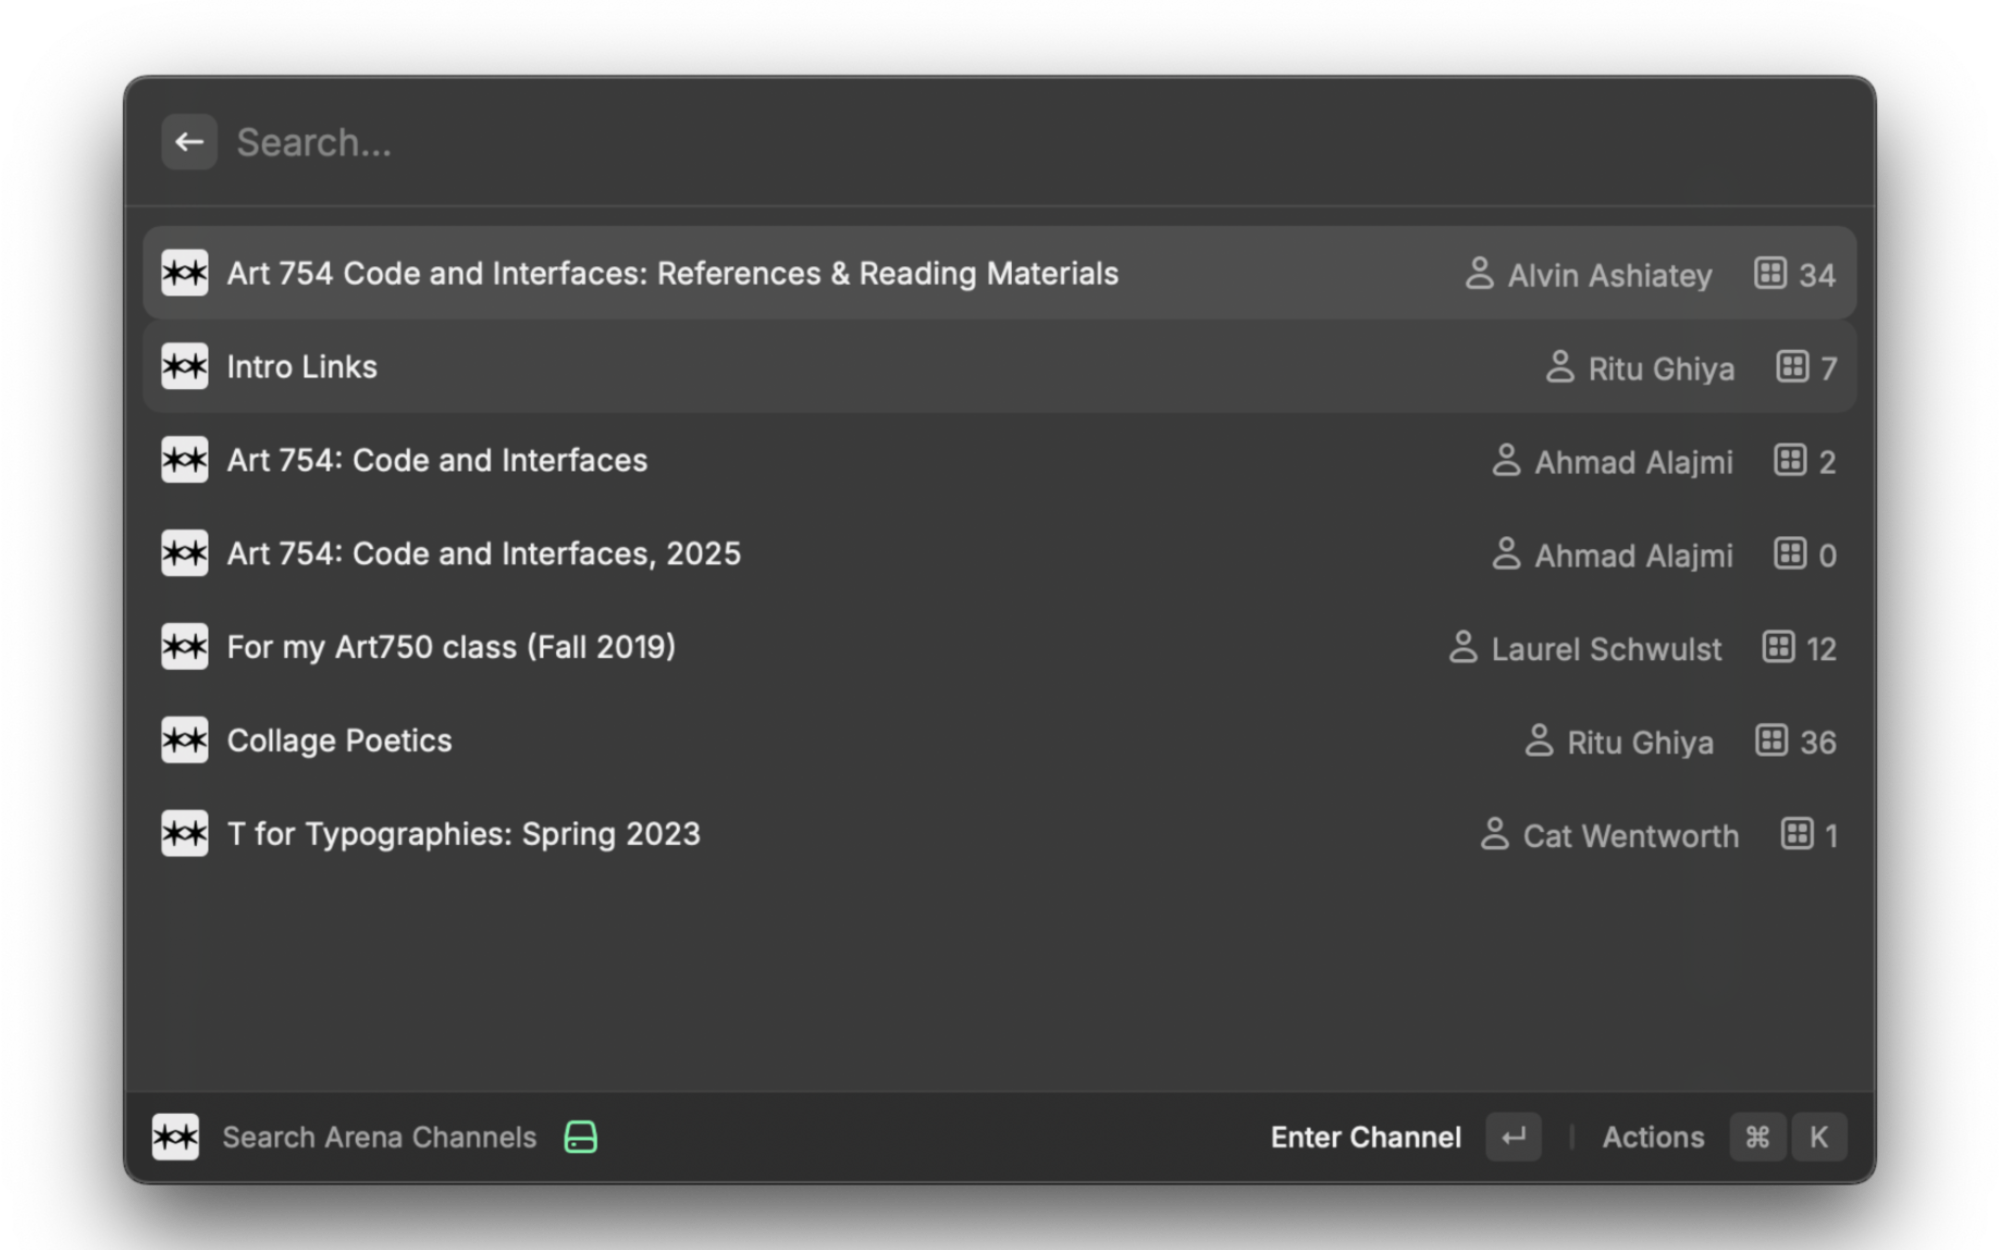 Search...
Art 754 Code and Interfaces: References & Reading Materials Alvin Ashiatey 34
Intro Links Ritu Ghiya 7
Art 754: Code and Interfaces Ahmad Alajmi 2
Art 754: Code and Interfaces, 2025 Ahmad Alajmi 0
For my Art750 class (Fall 2019) Laurel Schwulst 12
Collage Poetics Ritu Ghiya 36
T for Typographies: Spring 2023 Cat Wentworth 1
Search Arena Channels Enter Channel ↵ Actions ⌘ K